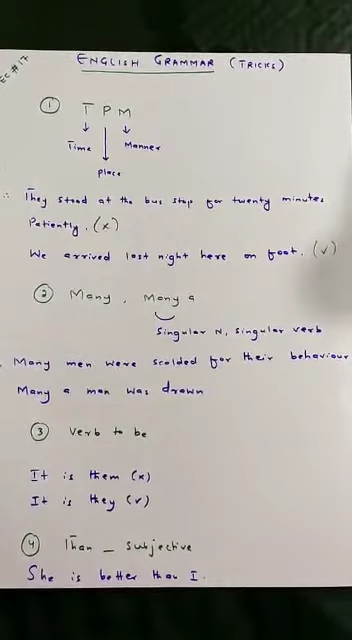 EC #17
ENGLISH GRAMMAR (TRICKS)
① T P M
Time Manner
Place
∴ They stood at the bus stop for twenty minutes
Patiently. (x)
We arrived last night here on foot. (✓)
② Many, Many a
Singular N, Singular verb
Many men were scolded for their behaviour
Many a man was drown
③ Verb to be
It is them (x)
It is they (✓)
④ Than _ subjective
She is better than I.